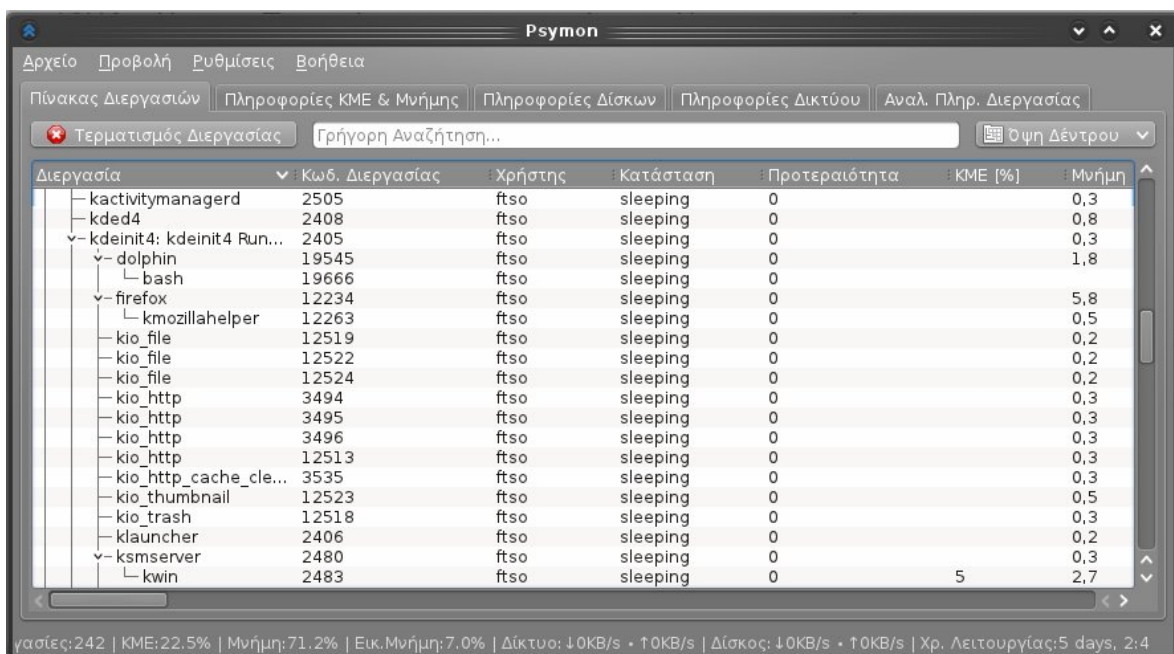 Psymon
Αρχείο Προβολή Ρυθμίσεις Βοήθεια
Πίνακας Διεργασιών Πληροφορίες ΚΜΕ & Μνήμης Πληροφορίες Δίσκων Πληροφορίες Δικτύου Αναλ. Πληρ. Διεργασίας
Τερματισμός Διεργασίας Γρήγορη Αναζήτηση... Όψη Δέντρου
Διεργασία Κωδ. Διεργασίας Χρήστης Κατάσταση Προτεραιότητα ΚΜΕ [%] Μνήμη
kactivitymanagerd 2505 ftso sleeping 0 0,3
kded4 2408 ftso sleeping 0 0,8
kdeinit4: kdeinit4 Run... 2405 ftso sleeping 0 0,3
dolphin 19545 ftso sleeping 0 1,8
bash 19666 ftso sleeping 0
firefox 12234 ftso sleeping 0 5,8
kmozillahelper 12263 ftso sleeping 0 0,5
kio_file 12519 ftso sleeping 0 0,2
kio_file 12522 ftso sleeping 0 0,2
kio_file 12524 ftso sleeping 0 0,2
kio_http 3494 ftso sleeping 0 0,3
kio_http 3495 ftso sleeping 0 0,3
kio_http 3496 ftso sleeping 0 0,3
kio_http 12513 ftso sleeping 0 0,3
kio_http_cache_cle... 3535 ftso sleeping 0 0,3
kio_thumbnail 12523 ftso sleeping 0 0,5
kio_trash 12518 ftso sleeping 0 0,3
klauncher 2406 ftso sleeping 0 0,2
ksmserver 2480 ftso sleeping 0 0,3
kwin 2483 ftso sleeping 0 5 2,7
γασίες:242 | ΚΜΕ:22.5% | Μνήμη:71.2% | Εικ.Μνήμη:7.0% | Δίκτυο:↓0KB/s • ↑0KB/s | Δίσκος:↓0KB/s • ↑0KB/s | Χρ. Λειτουργίας:5 days, 2:4